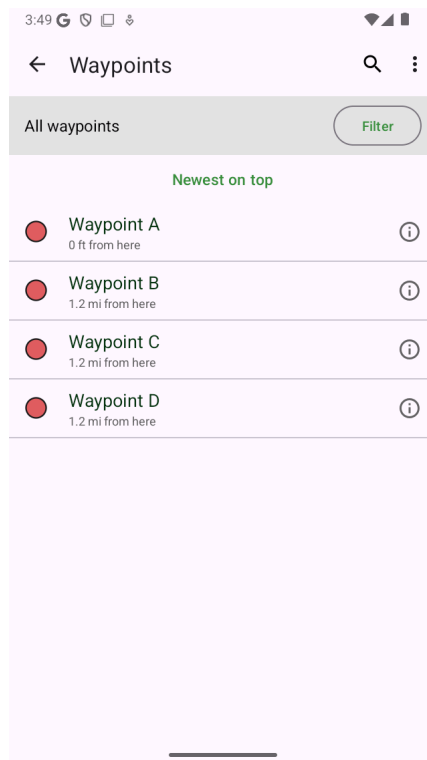 3:49
Waypoints
All waypoints
Filter
Newest on top
Waypoint A
0 ft from here
Waypoint B
1.2 mi from here
Waypoint C
1.2 mi from here
Waypoint D
1.2 mi from here